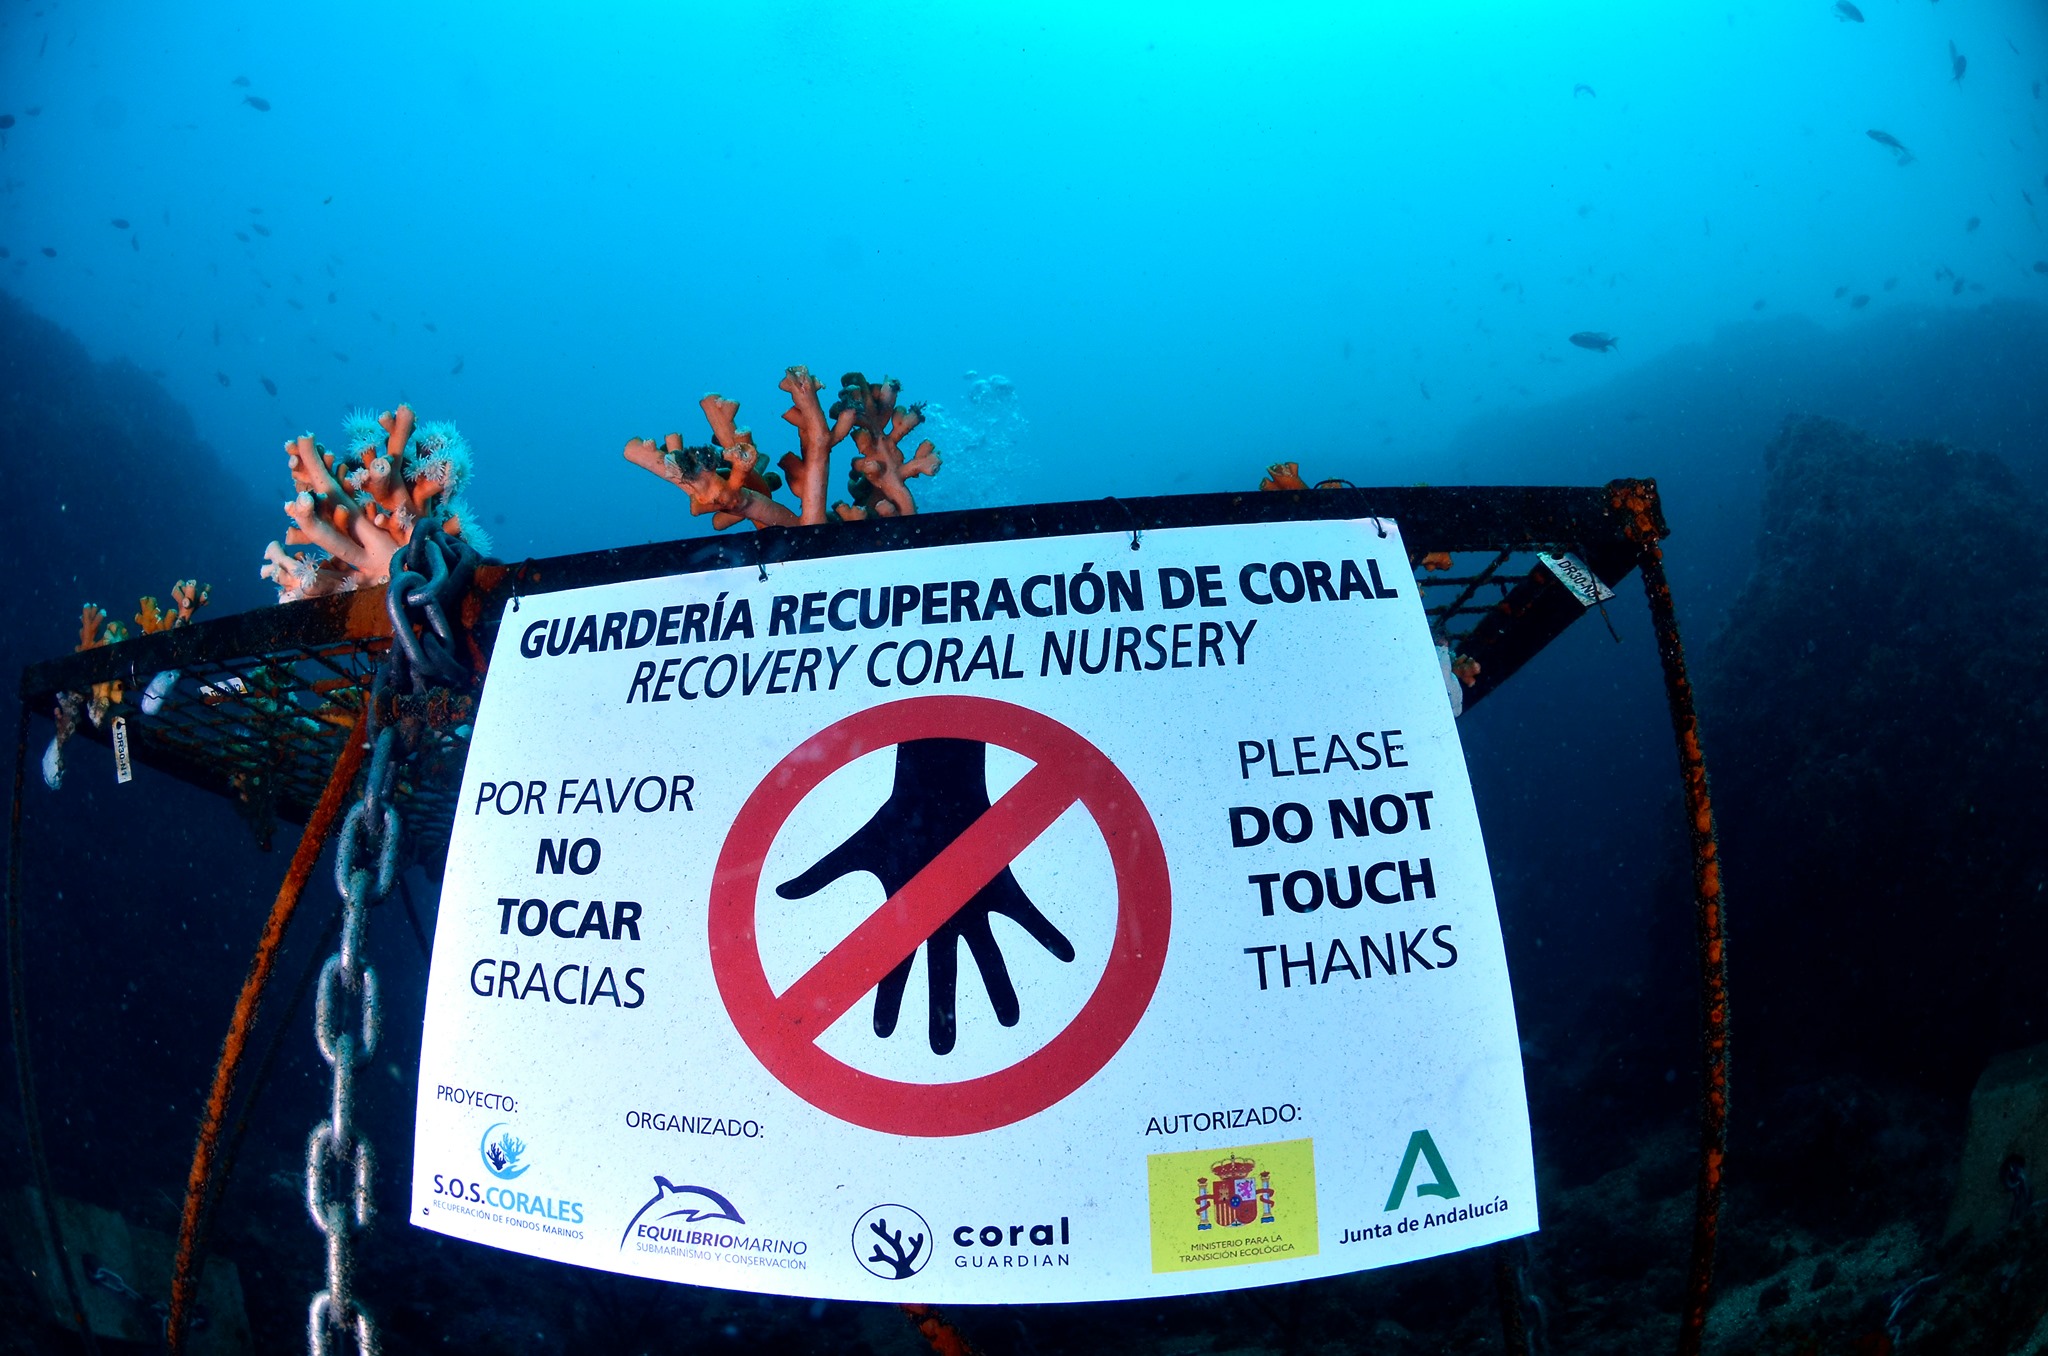 GUARDERÍA RECUPERACIÓN DE CORAL
RECOVERY CORAL NURSERY
POR FAVOR
NO
TOCAR
GRACIAS
PLEASE
DO NOT
TOUCH
THANKS
PROYECTO:
S.O.S.CORALES
RECUPERACIÓN DE FONDOS MARINOS
ORGANIZADO:
EQUILIBRIOMARINO
SUBMARINISMO Y CONSERVACIÓN
coral
GUARDIAN
AUTORIZADO:
MINISTERIO PARA LA
TRANSICIÓN ECOLÓGICA
Junta de Andalucía
DR30-N1